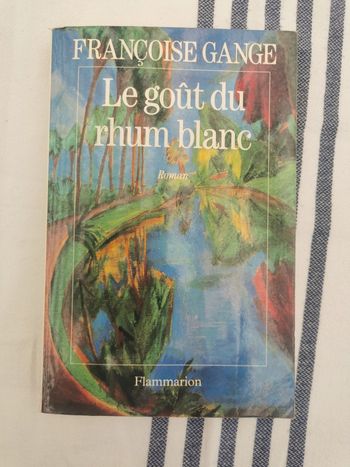 FRANÇOISE GANGE
Le goût du
rhum blanc
Roman
Flammarion